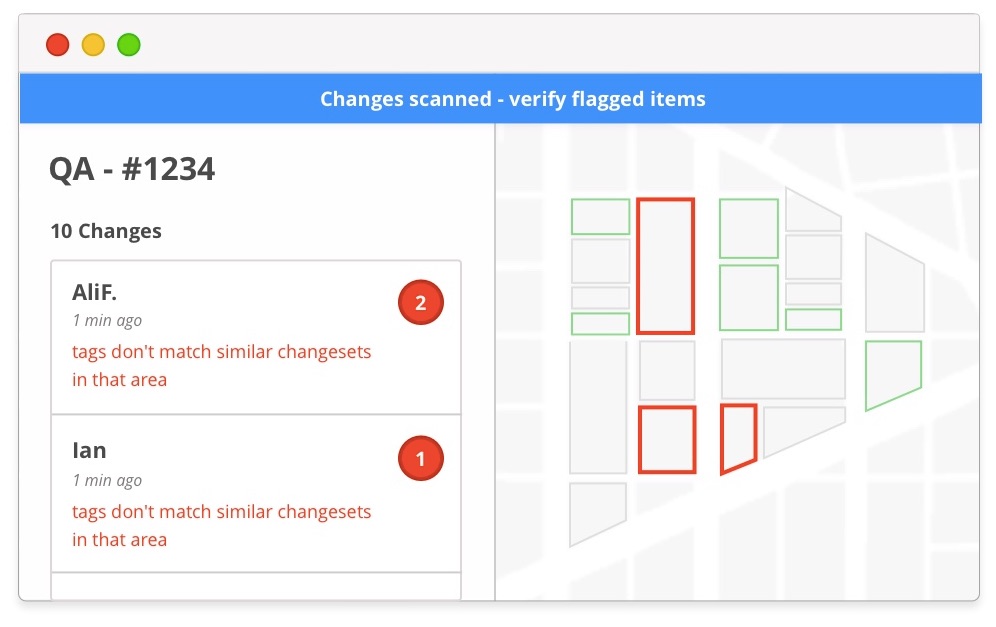 Changes scanned - verify flagged items
QA - #1234
10 Changes
AliF.
2
1 min ago
tags don't match similar changesets
in that area
Ian
1
1 min ago
tags don't match similar changesets
in that area